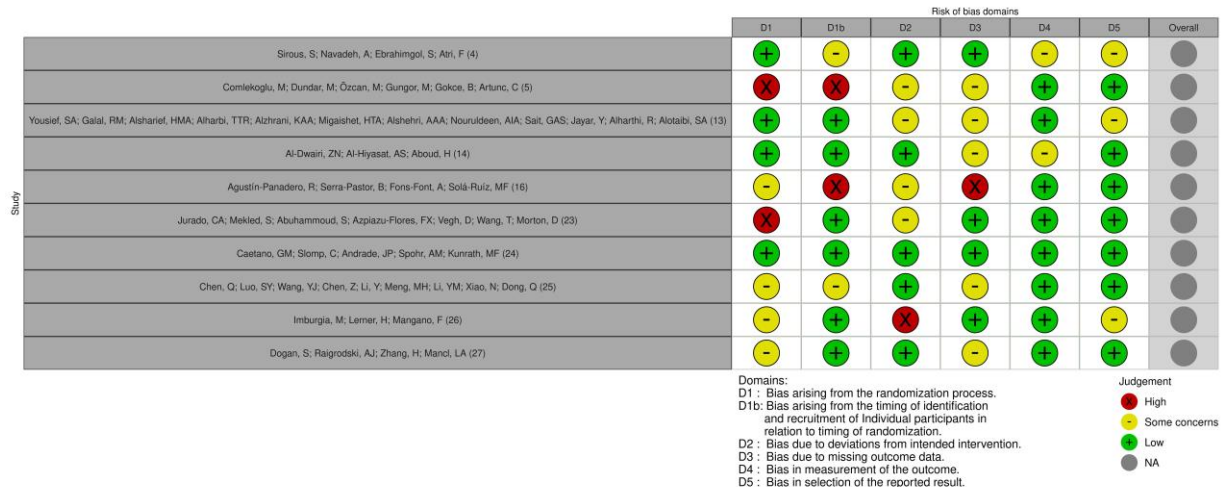 Risk of bias domains
D1 D1b D2 D3 D4 D5 Overall
Study
Sirous, S; Navadeh, A; Ebrahimgol, S; Atri, F (4) + - + + - -
Comlekoglu, M; Dundar, M; Özcan, M; Gungor, M; Gokce, B; Artunc, C (5) X X - - + +
Yousief, SA; Galal, RM; Alsharief, HMA; Alharbi, TTR; Alzhrani, KAA; Migaishet, HTA; Alshehri, AAA; Nouruldeen, AIA; Sait, GAS; Jayar, Y; Alharthi, R; Alotaibi, SA (13) + + - - + -
Al-Dwairi, ZN; Al-Hiyasat, AS; Aboud, H (14) + + + - - +
Agustín-Panadero, R; Serra-Pastor, B; Fons-Font, A; Solá-Ruíz, MF (16) - X - X + +
Jurado, CA; Mekled, S; Abuhammoud, S; Azpiazu-Flores, FX; Vegh, D; Wang, T; Morton, D (23) X + - + + +
Caetano, GM; Slomp, C; Andrade, JP; Spohr, AM; Kunrath, MF (24) + + + + + +
Chen, Q; Luo, SY; Wang, YJ; Chen, Z; Li, Y; Meng, MH; Li, YM; Xiao, N; Dong, Q (25) - - + - + +
Imburgia, M; Lerner, H; Mangano, F (26) - + X + + -
Dogan, S; Raigrodski, AJ; Zhang, H; Mancl, LA (27) - + + - + +
Domains:
D1 : Bias arising from the randomization process.
D1b: Bias arising from the timing of identification
and recruitment of Individual participants in
relation to timing of randomization.
D2 : Bias due to deviations from intended intervention.
D3 : Bias due to missing outcome data.
D4 : Bias in measurement of the outcome.
D5 : Bias in selection of the reported result.
Judgement
X High
- Some concerns
+ Low
NA